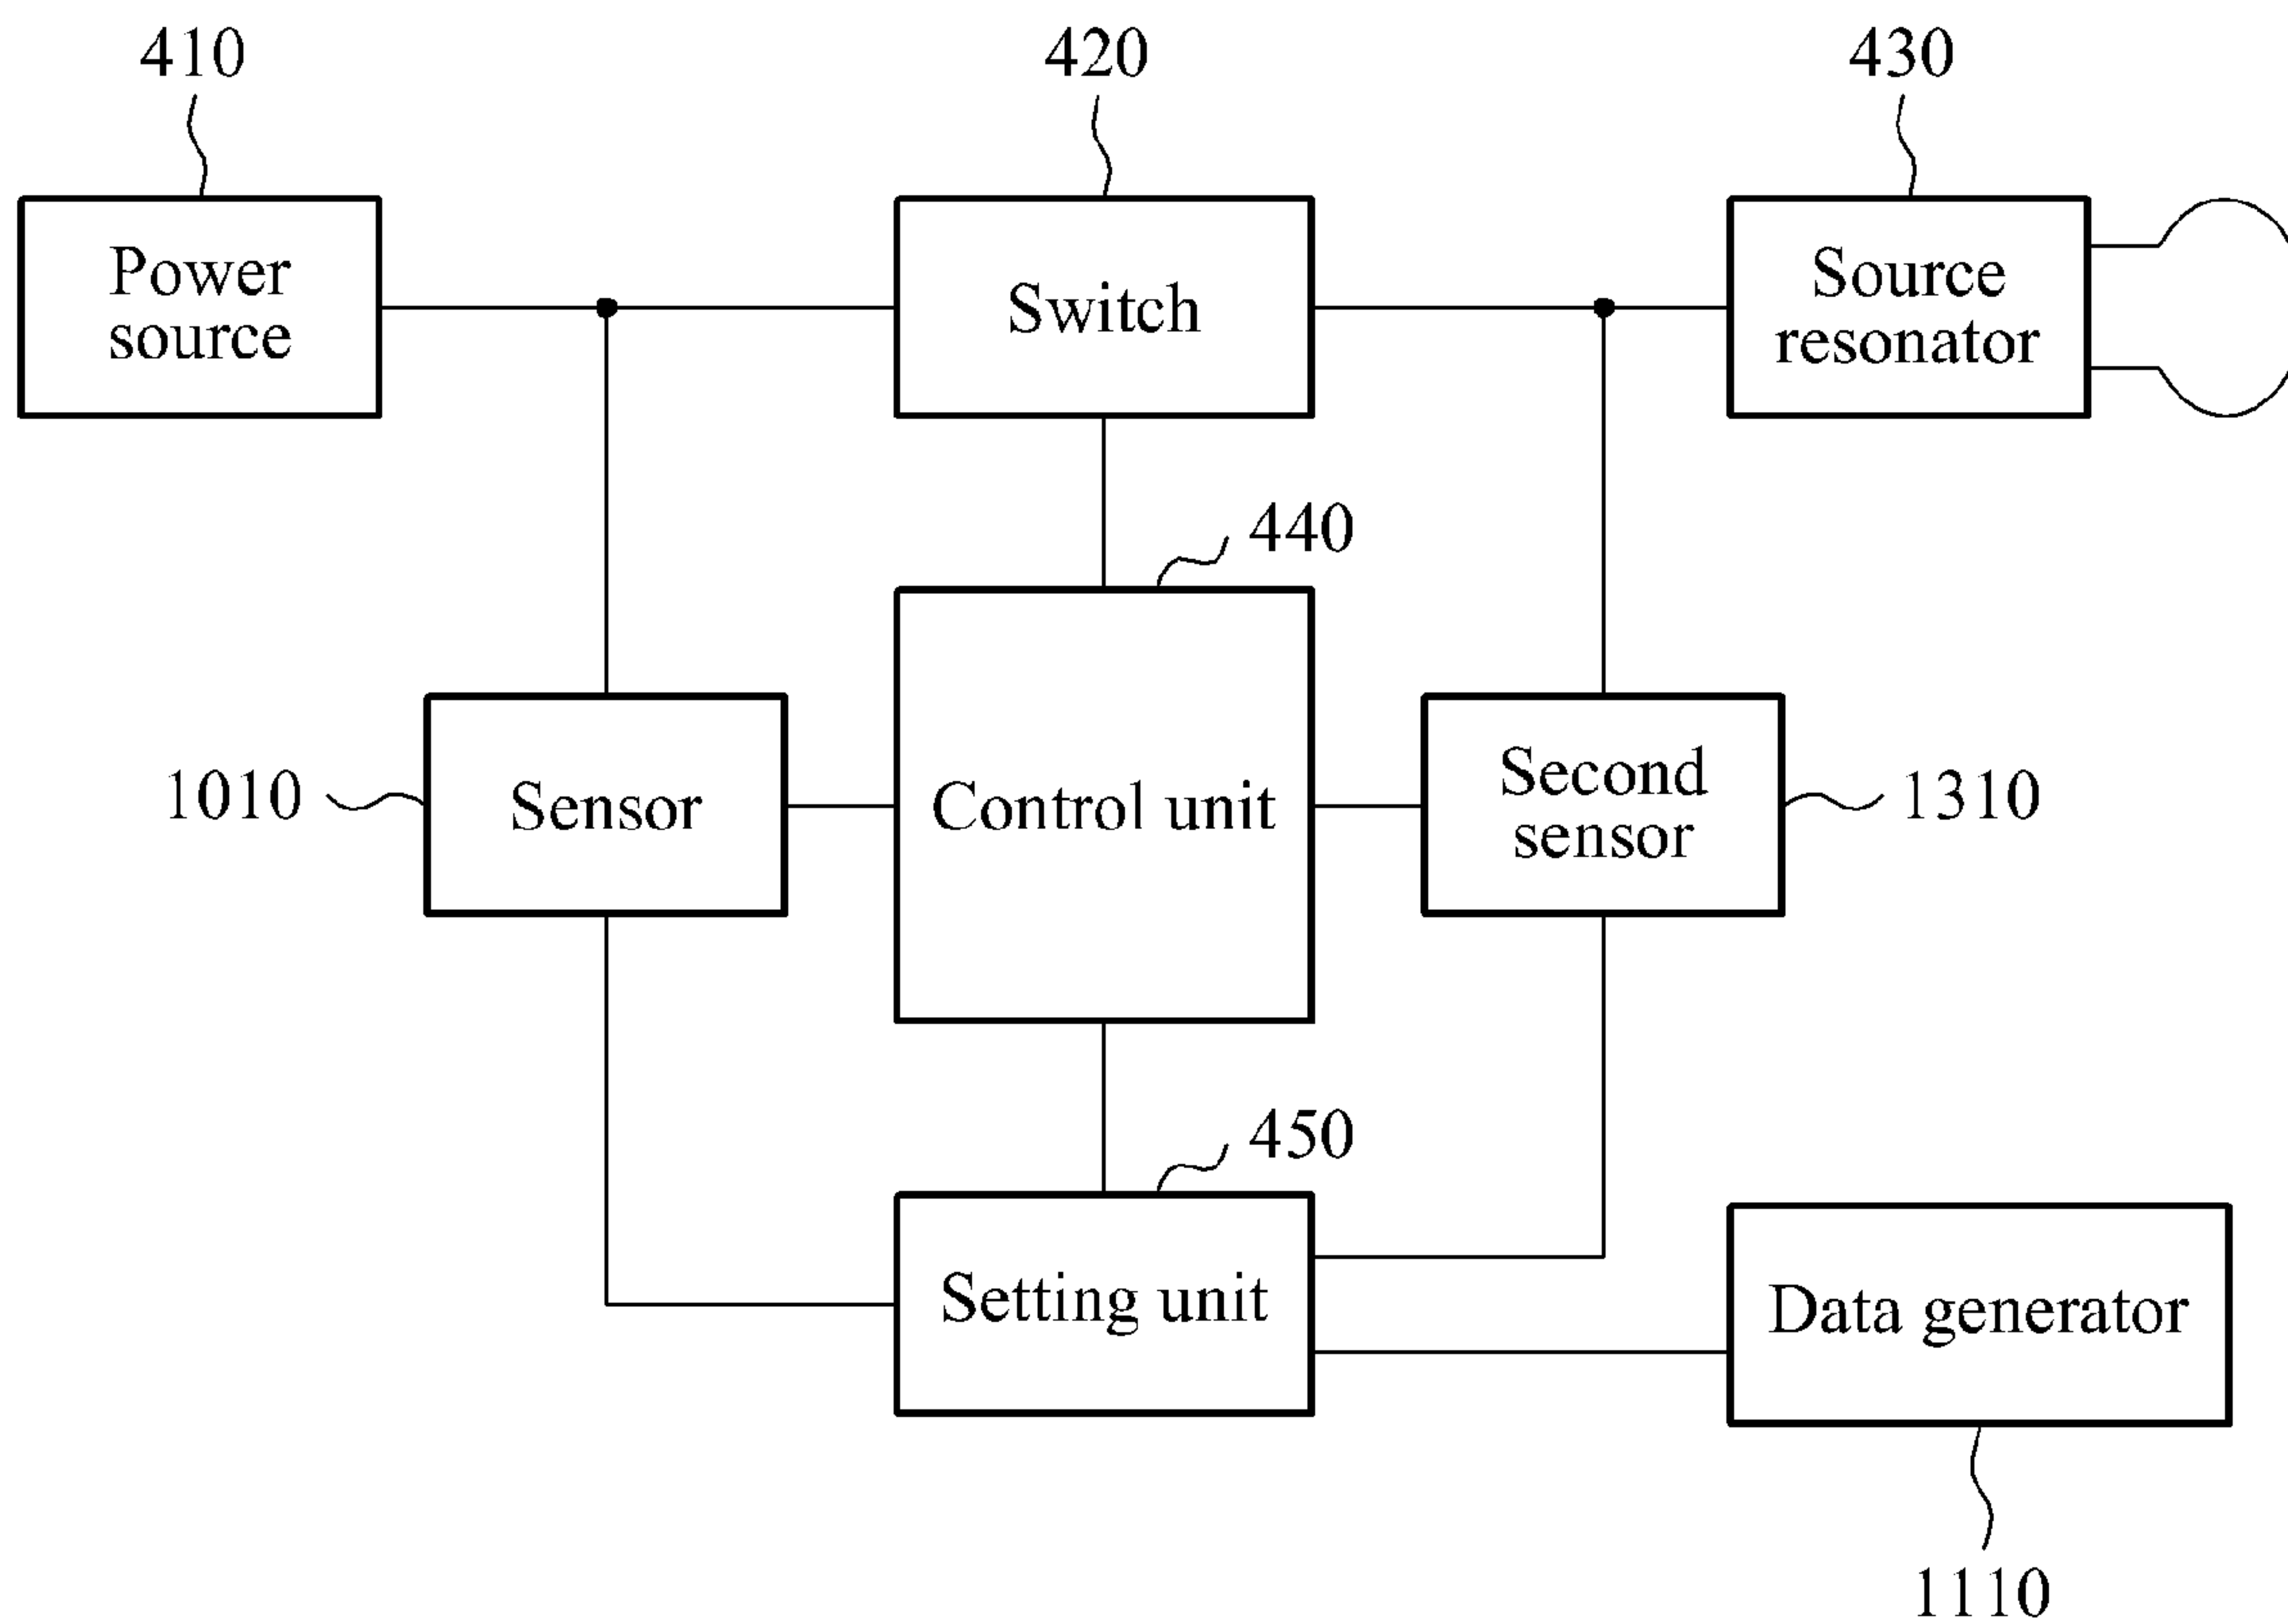 410
420
430
Power
source
Switch
Source
resonator
440
1010
Sensor
Control unit
Second
sensor
1310
450
Setting unit
Data generator
1110